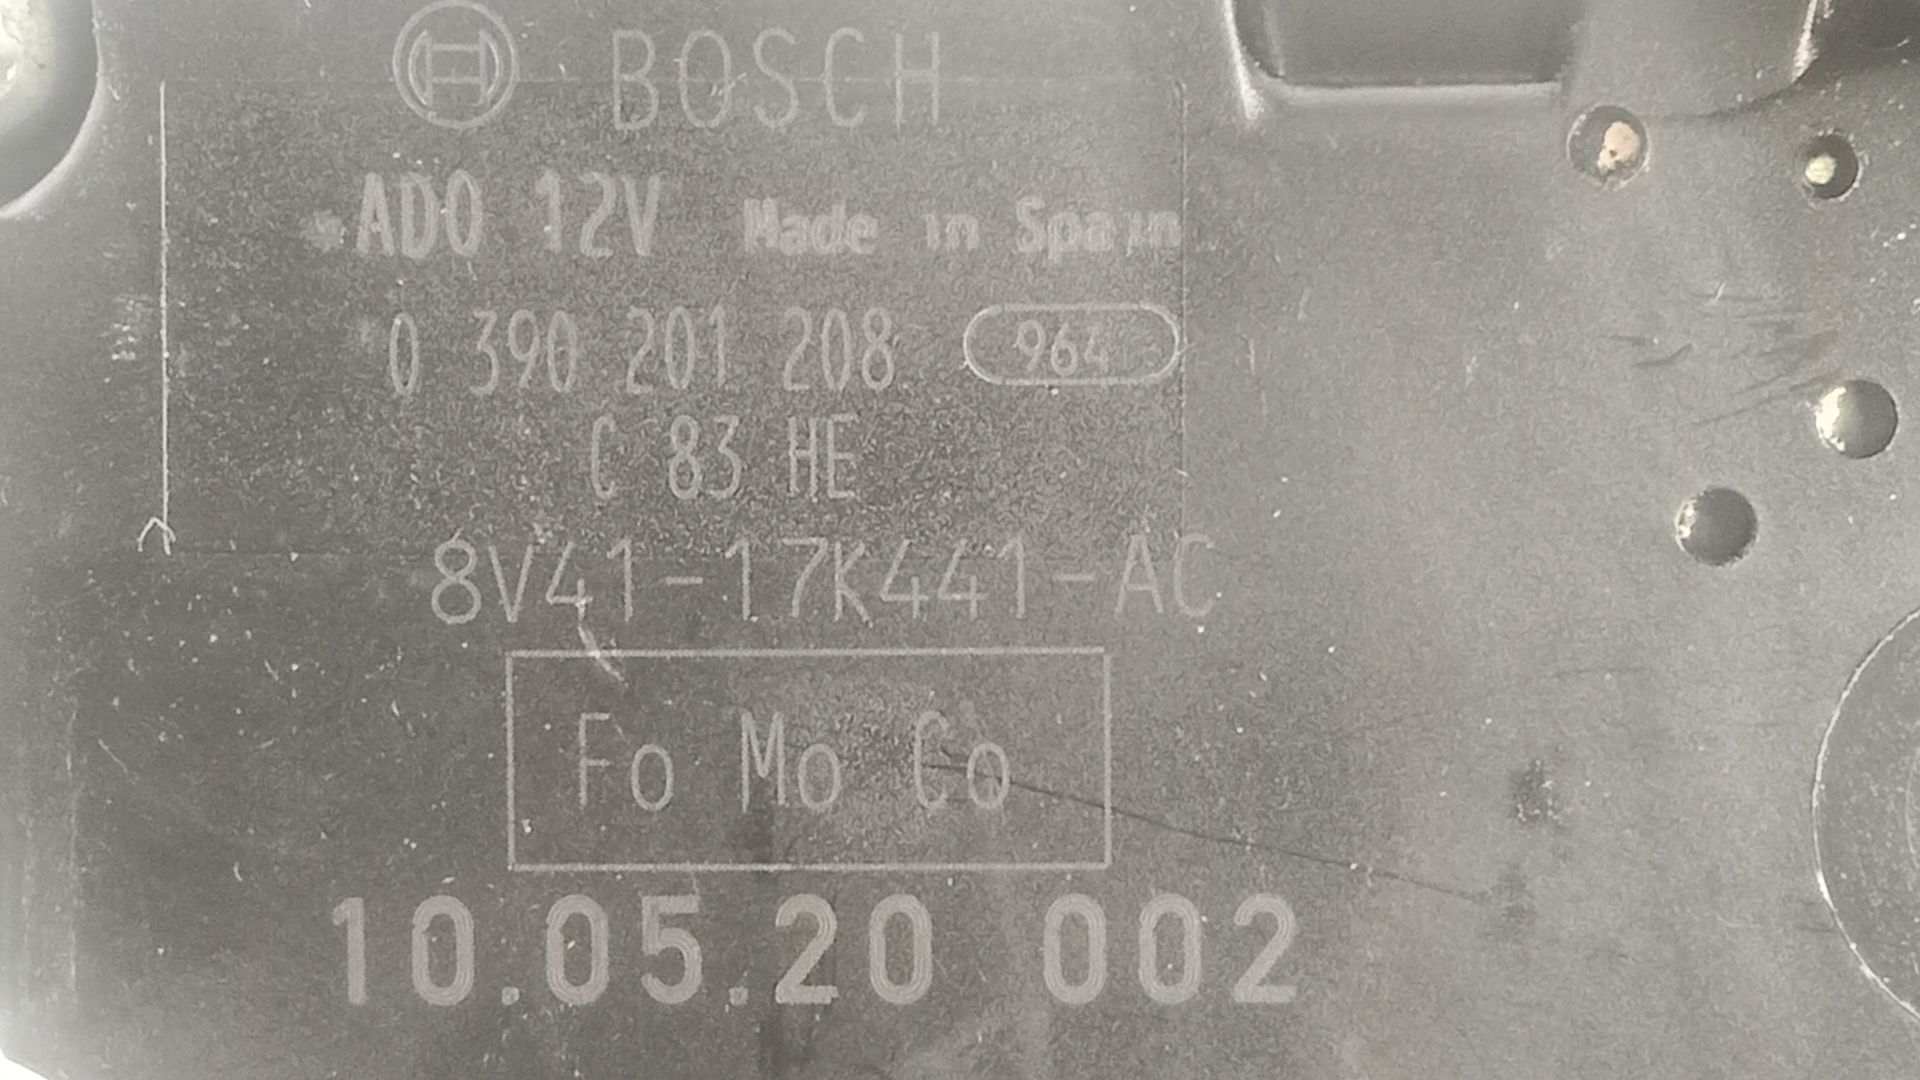 BOSCH
ADO 12V Made in Spain
0 390 201 208 964
C 83 HE
8V41-17K441-AC
Fo Mo Co
10.05.20 002